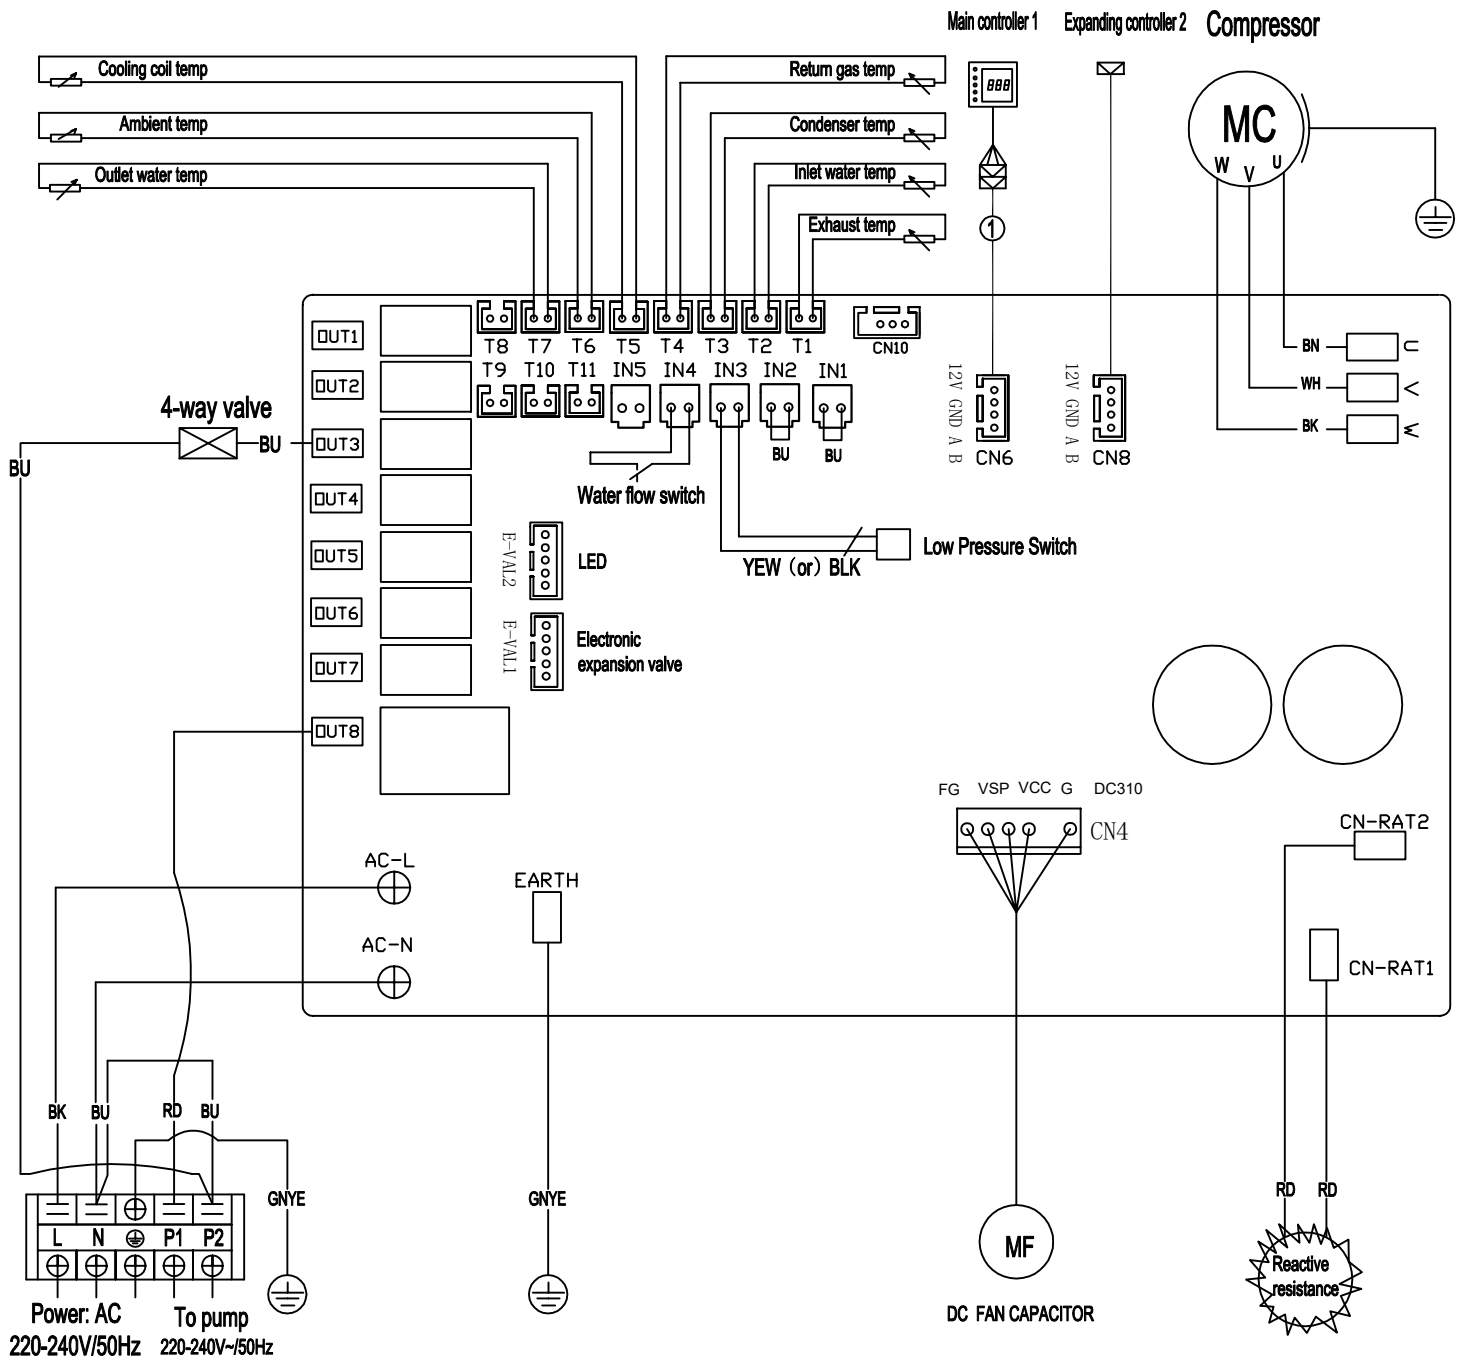 Main controller 1 Expanding controller 2 Compressor
Cooling coil temp
Return gas temp
888
Ambient temp
Condenser temp
MC
Outlet water temp
Inlet water temp
W V U
Exhaust temp
1
OUT1
T8 T7 T6 T5 T4 T3 T2 T1 CN10
BN U
T9 T10 T11 IN5 IN4 IN3 IN2 IN1
OUT2
12V GND A B
12V GND A B
WH V
4-way valve
BU
OUT3
BU
BK W
BU BU
CN6 CN8
Water flow switch
OUT4
E-VAL2
LED
OUT5
Low Pressure Switch
YEW (or) BLK
OUT6
E-VAL1
Electronic
expansion valve
OUT7
OUT8
FG VSP VCC G DC310
CN4
CN-RAT2
AC-L
EARTH
AC-N
CN-RAT1
BK BU RD BU
GNYE
GNYE
RD RD
L N P1 P2
MF
Reactive
resistance
Power: AC
220-240V/50Hz
To pump
220-240V~/50Hz
DC FAN CAPACITOR